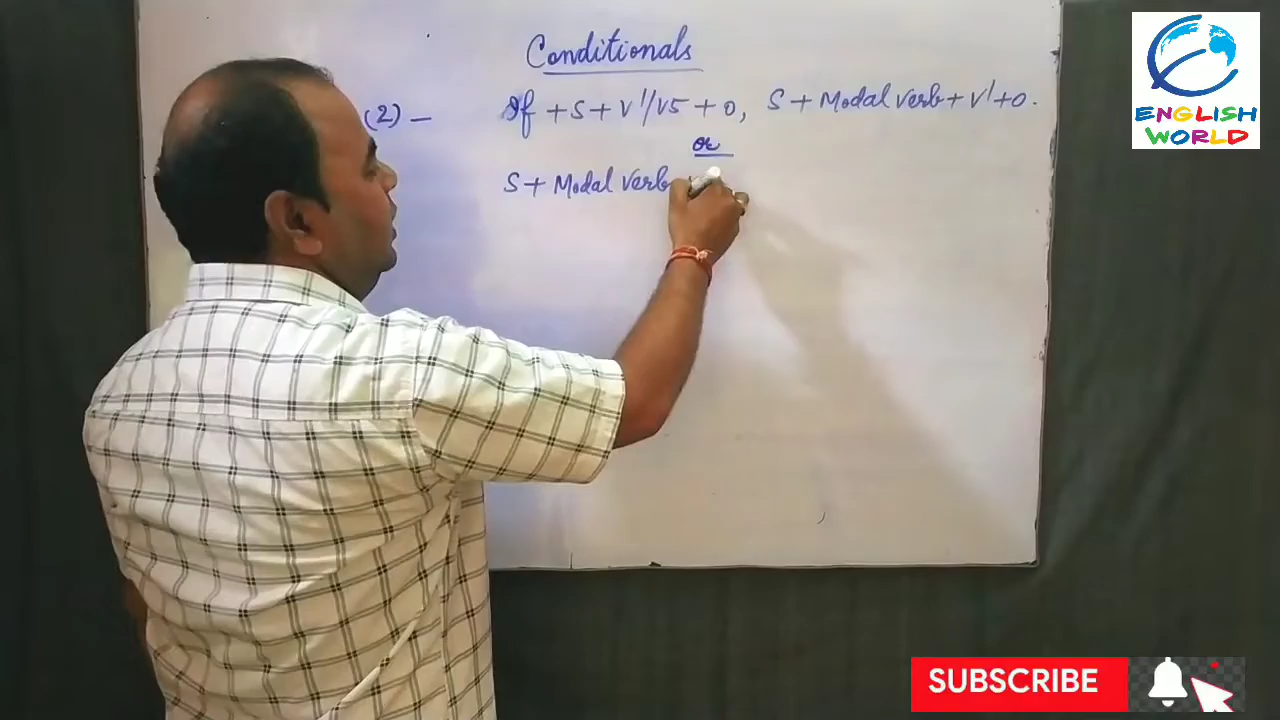 Conditionals
(2) – If + S + V¹/V5 + O, S + Modal verb + V¹ + O.
or
S + Modal verb
ENGLISH
WORLD
SUBSCRIBE